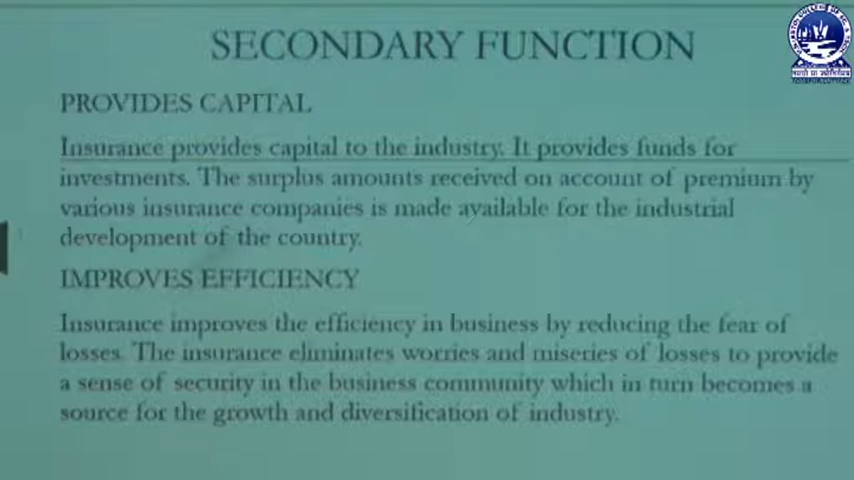 SECONDARY FUNCTION
PROVIDES CAPITAL
Insurance provides capital to the industry. It provides funds for
investments. The surplus amounts received on account of premium by
various insurance companies is made available for the industrial
development of the country.
IMPROVES EFFICIENCY
Insurance improves the efficiency in business by reducing the fear of
losses. The insurance eliminates worries and miseries of losses to provide
a sense of security in the business community which in turn becomes a
source for the growth and diversification of industry.